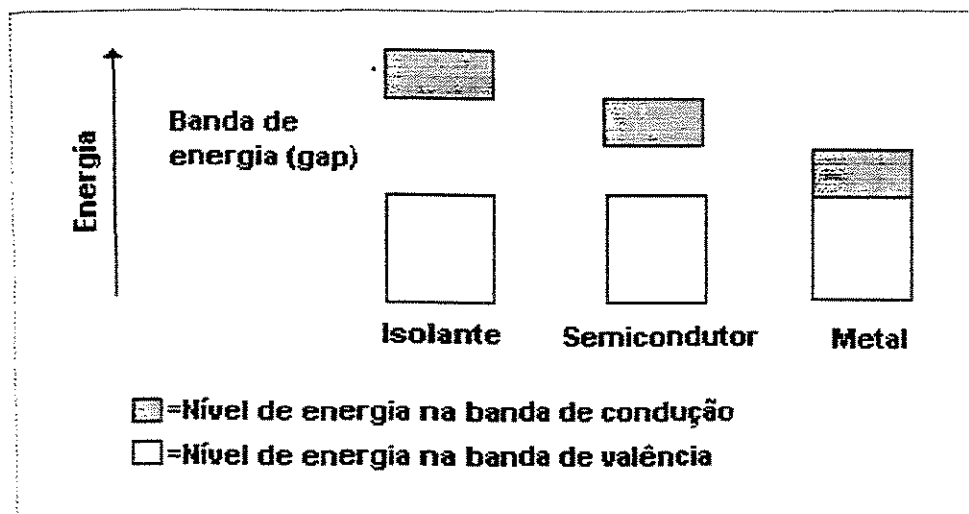 Energia
Banda de
energia (gap)
Isolante
Semicondutor
Metal
=Nível de energia na banda de condução
=Nível de energia na banda de valência